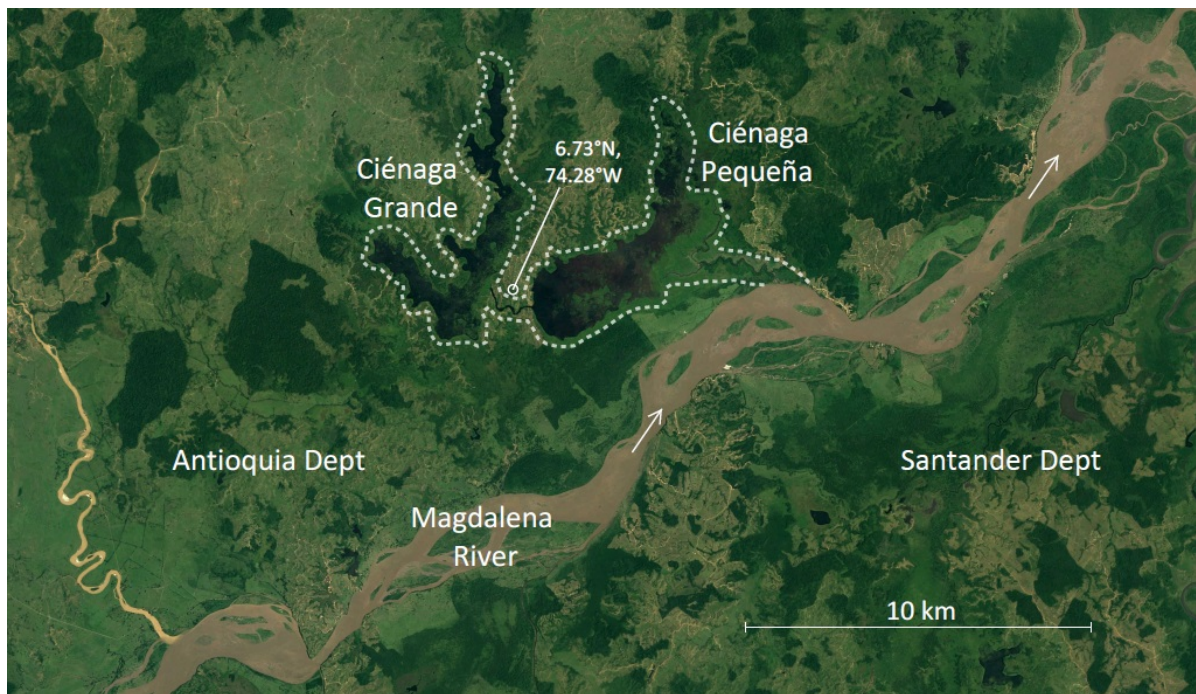 Ciénaga
Grande
6.73°N,
74.28°W
Ciénaga
Pequeña
Antioquia Dept
Santander Dept
Magdalena
River
10 km